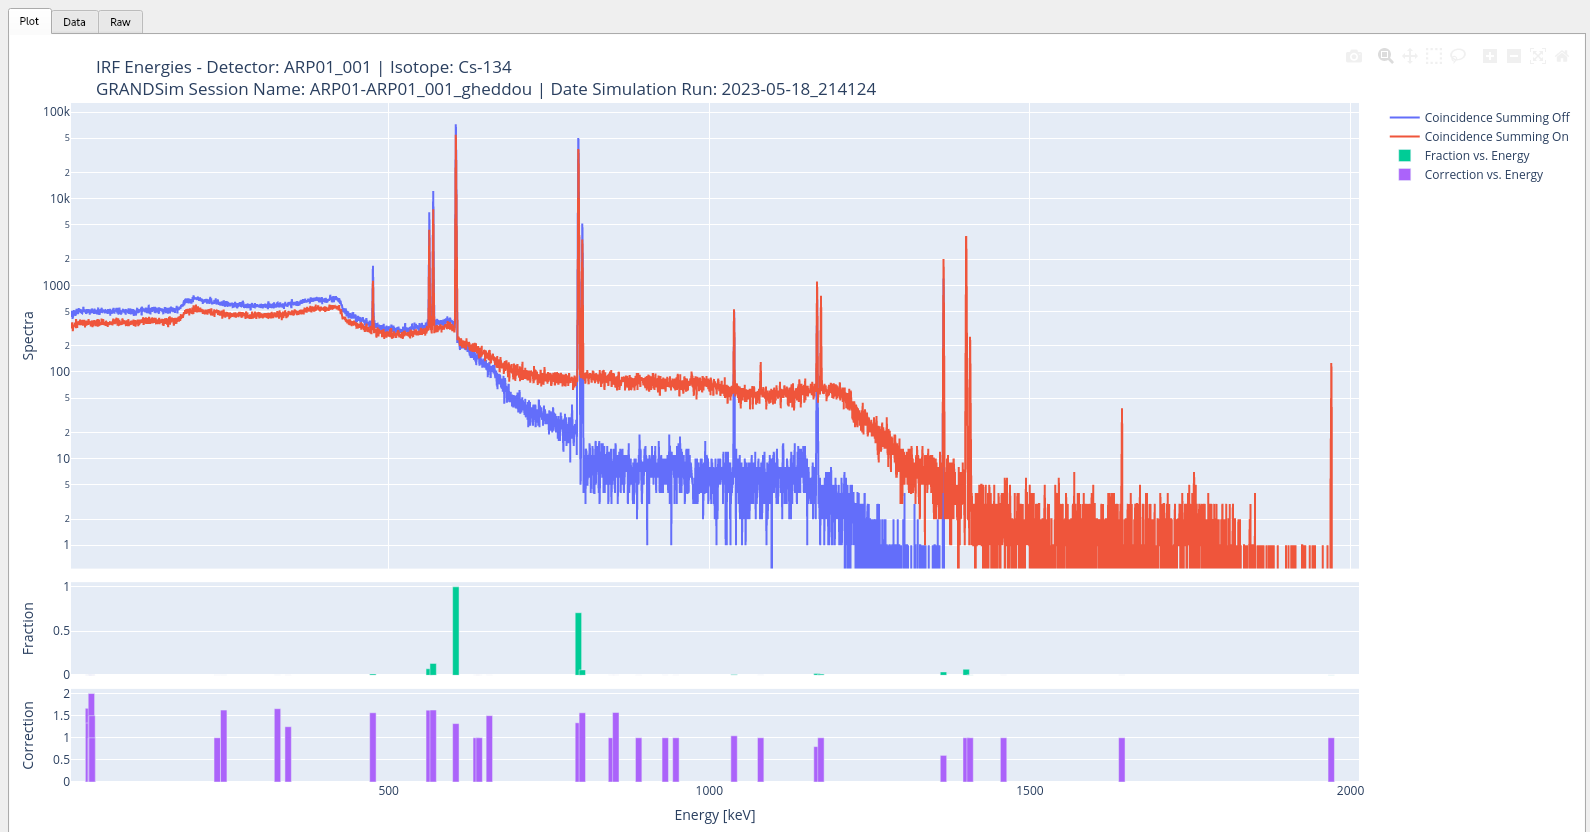 Plot Data Raw
IRF Energies - Detector: ARP01_001 | Isotope: Cs-134
GRANDSim Session Name: ARP01-ARP01_001_gheddou | Date Simulation Run: 2023-05-18_214124
Coincidence Summing Off
Coincidence Summing On
Fraction vs. Energy
Correction vs. Energy
Spectra
100k
5
2
10k
5
2
1000
5
2
100
5
2
10
5
2
1
Fraction
1
0.5
0
Correction
2
1.5
1
0.5
0
500 1000 1500 2000
Energy [keV]